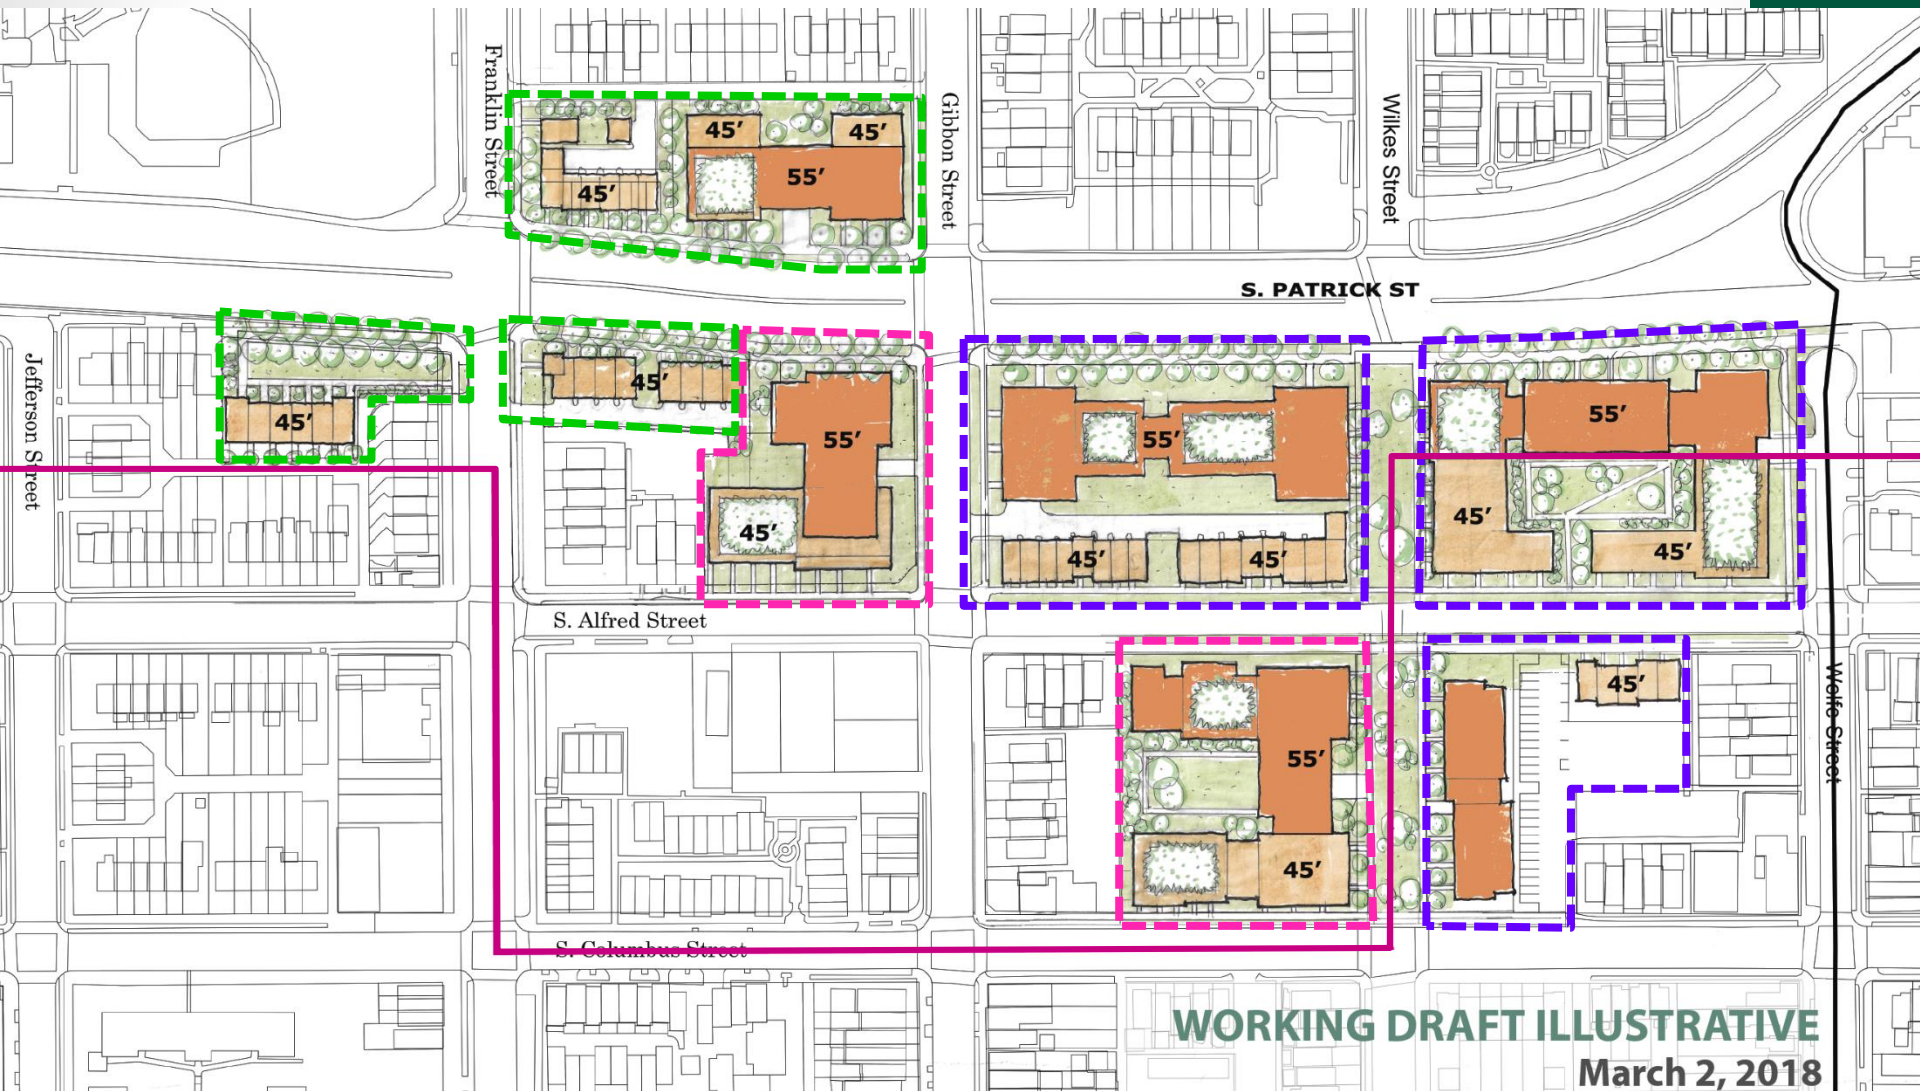 Franklin Street
Gibbon Street
Wilkes Street
45’
45’
55’
45’
S. PATRICK ST
Jefferson Street
45’
45’
55’
45’
55’
45’
45’
55’
45’
45’
S. Alfred Street
55’
45’
45’
Wolfe Street
S. Columbus Street
WORKING DRAFT ILLUSTRATIVE
March 2, 2018